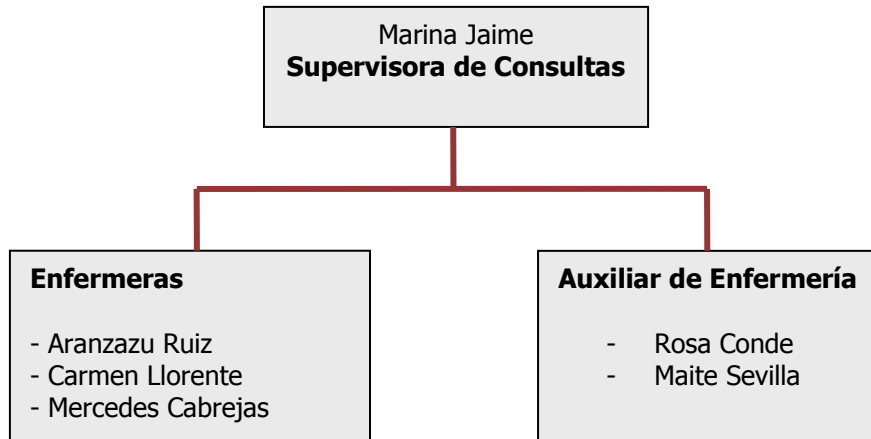 Marina Jaime
Supervisora de Consultas
Enfermeras
- Aranzazu Ruiz
- Carmen Llorente
- Mercedes Cabrejas
Auxiliar de Enfermería
- Rosa Conde
- Maite Sevilla